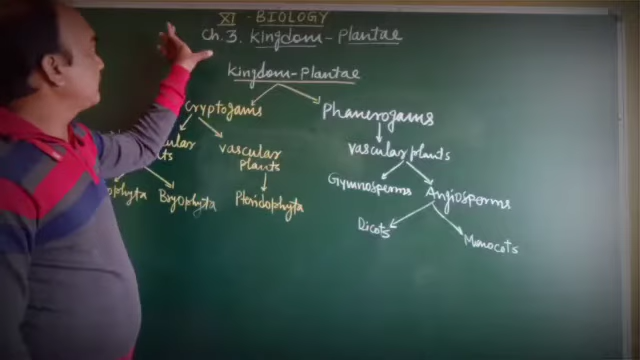 XI - BIOLOGY
Ch. 3. Kingdom - Plantae
Kingdom-Plantae
Cryptogams Phanerogams
vascular plants
vascular
plants
Gymnosperms Angiosperms
Bryophyta Pteridophyta
Dicots Monocots